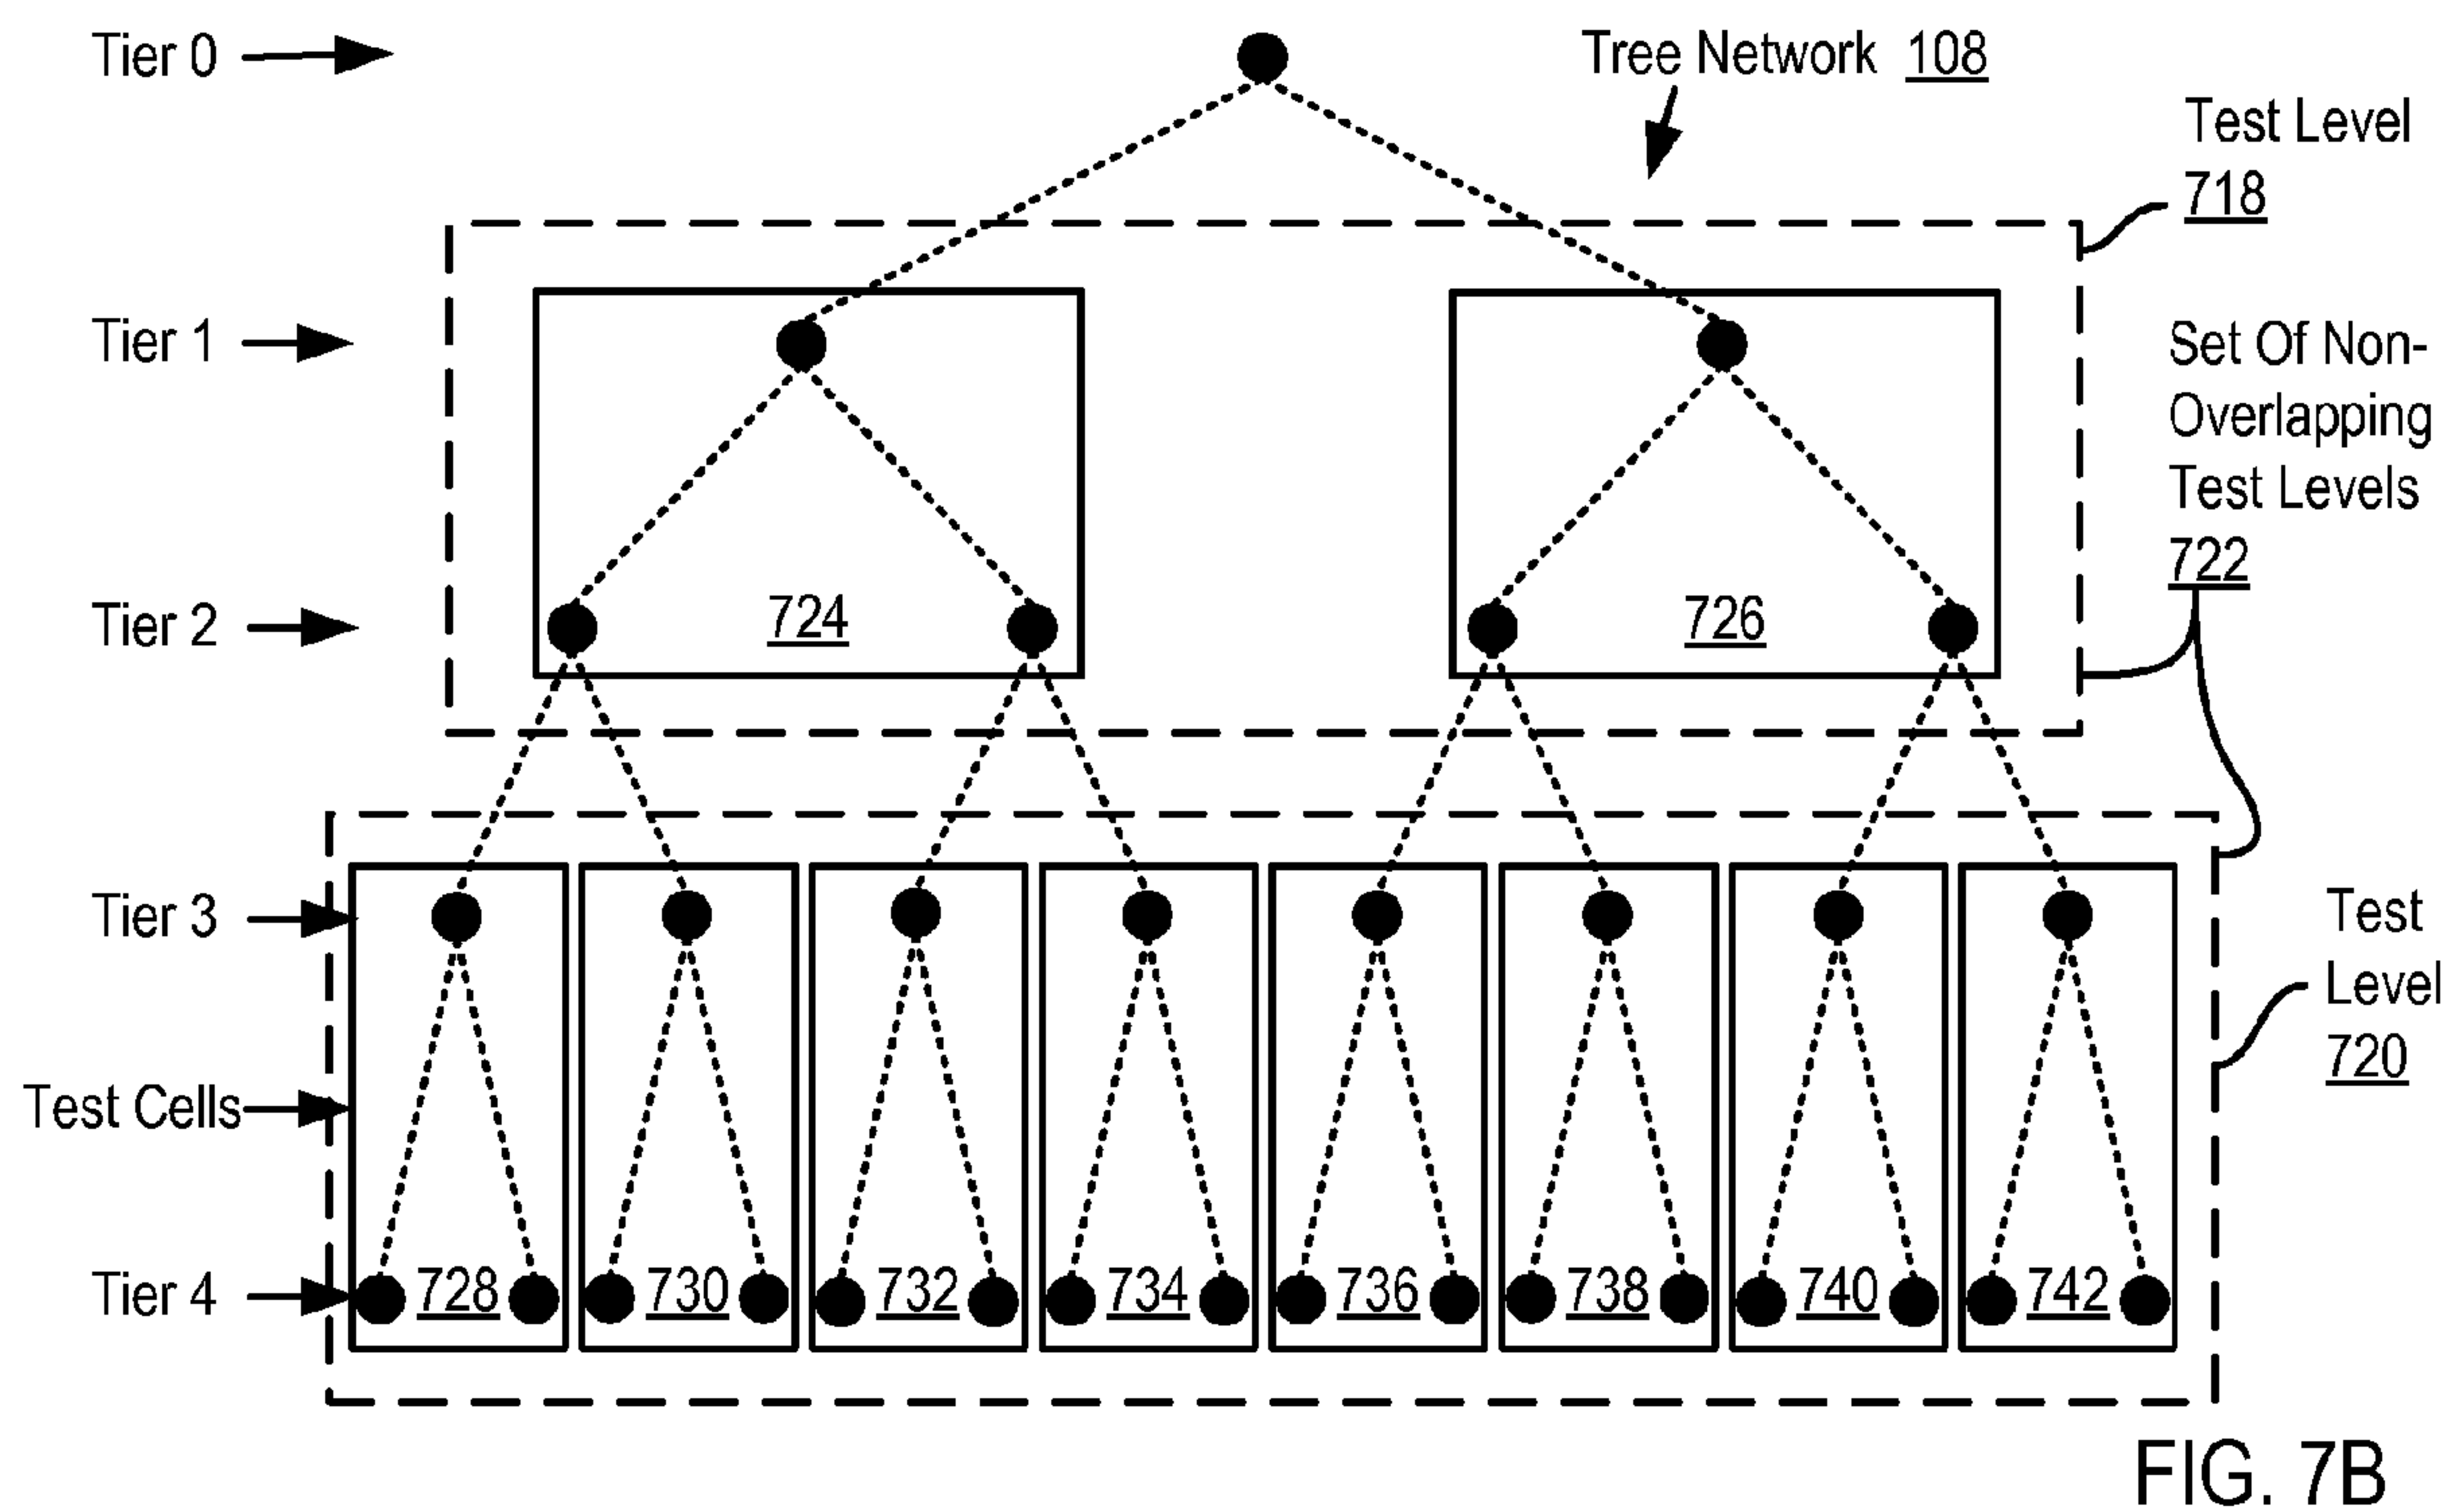 Tier 0
Tree Network 108
Test Level
718
Tier 1
Set Of Non-
Overlapping
Test Levels
722
Tier 2
724
726
Tier 3
Test
Level
720
Test Cells
Tier 4
728
730
732
734
736
738
740
742
FIG. 7B